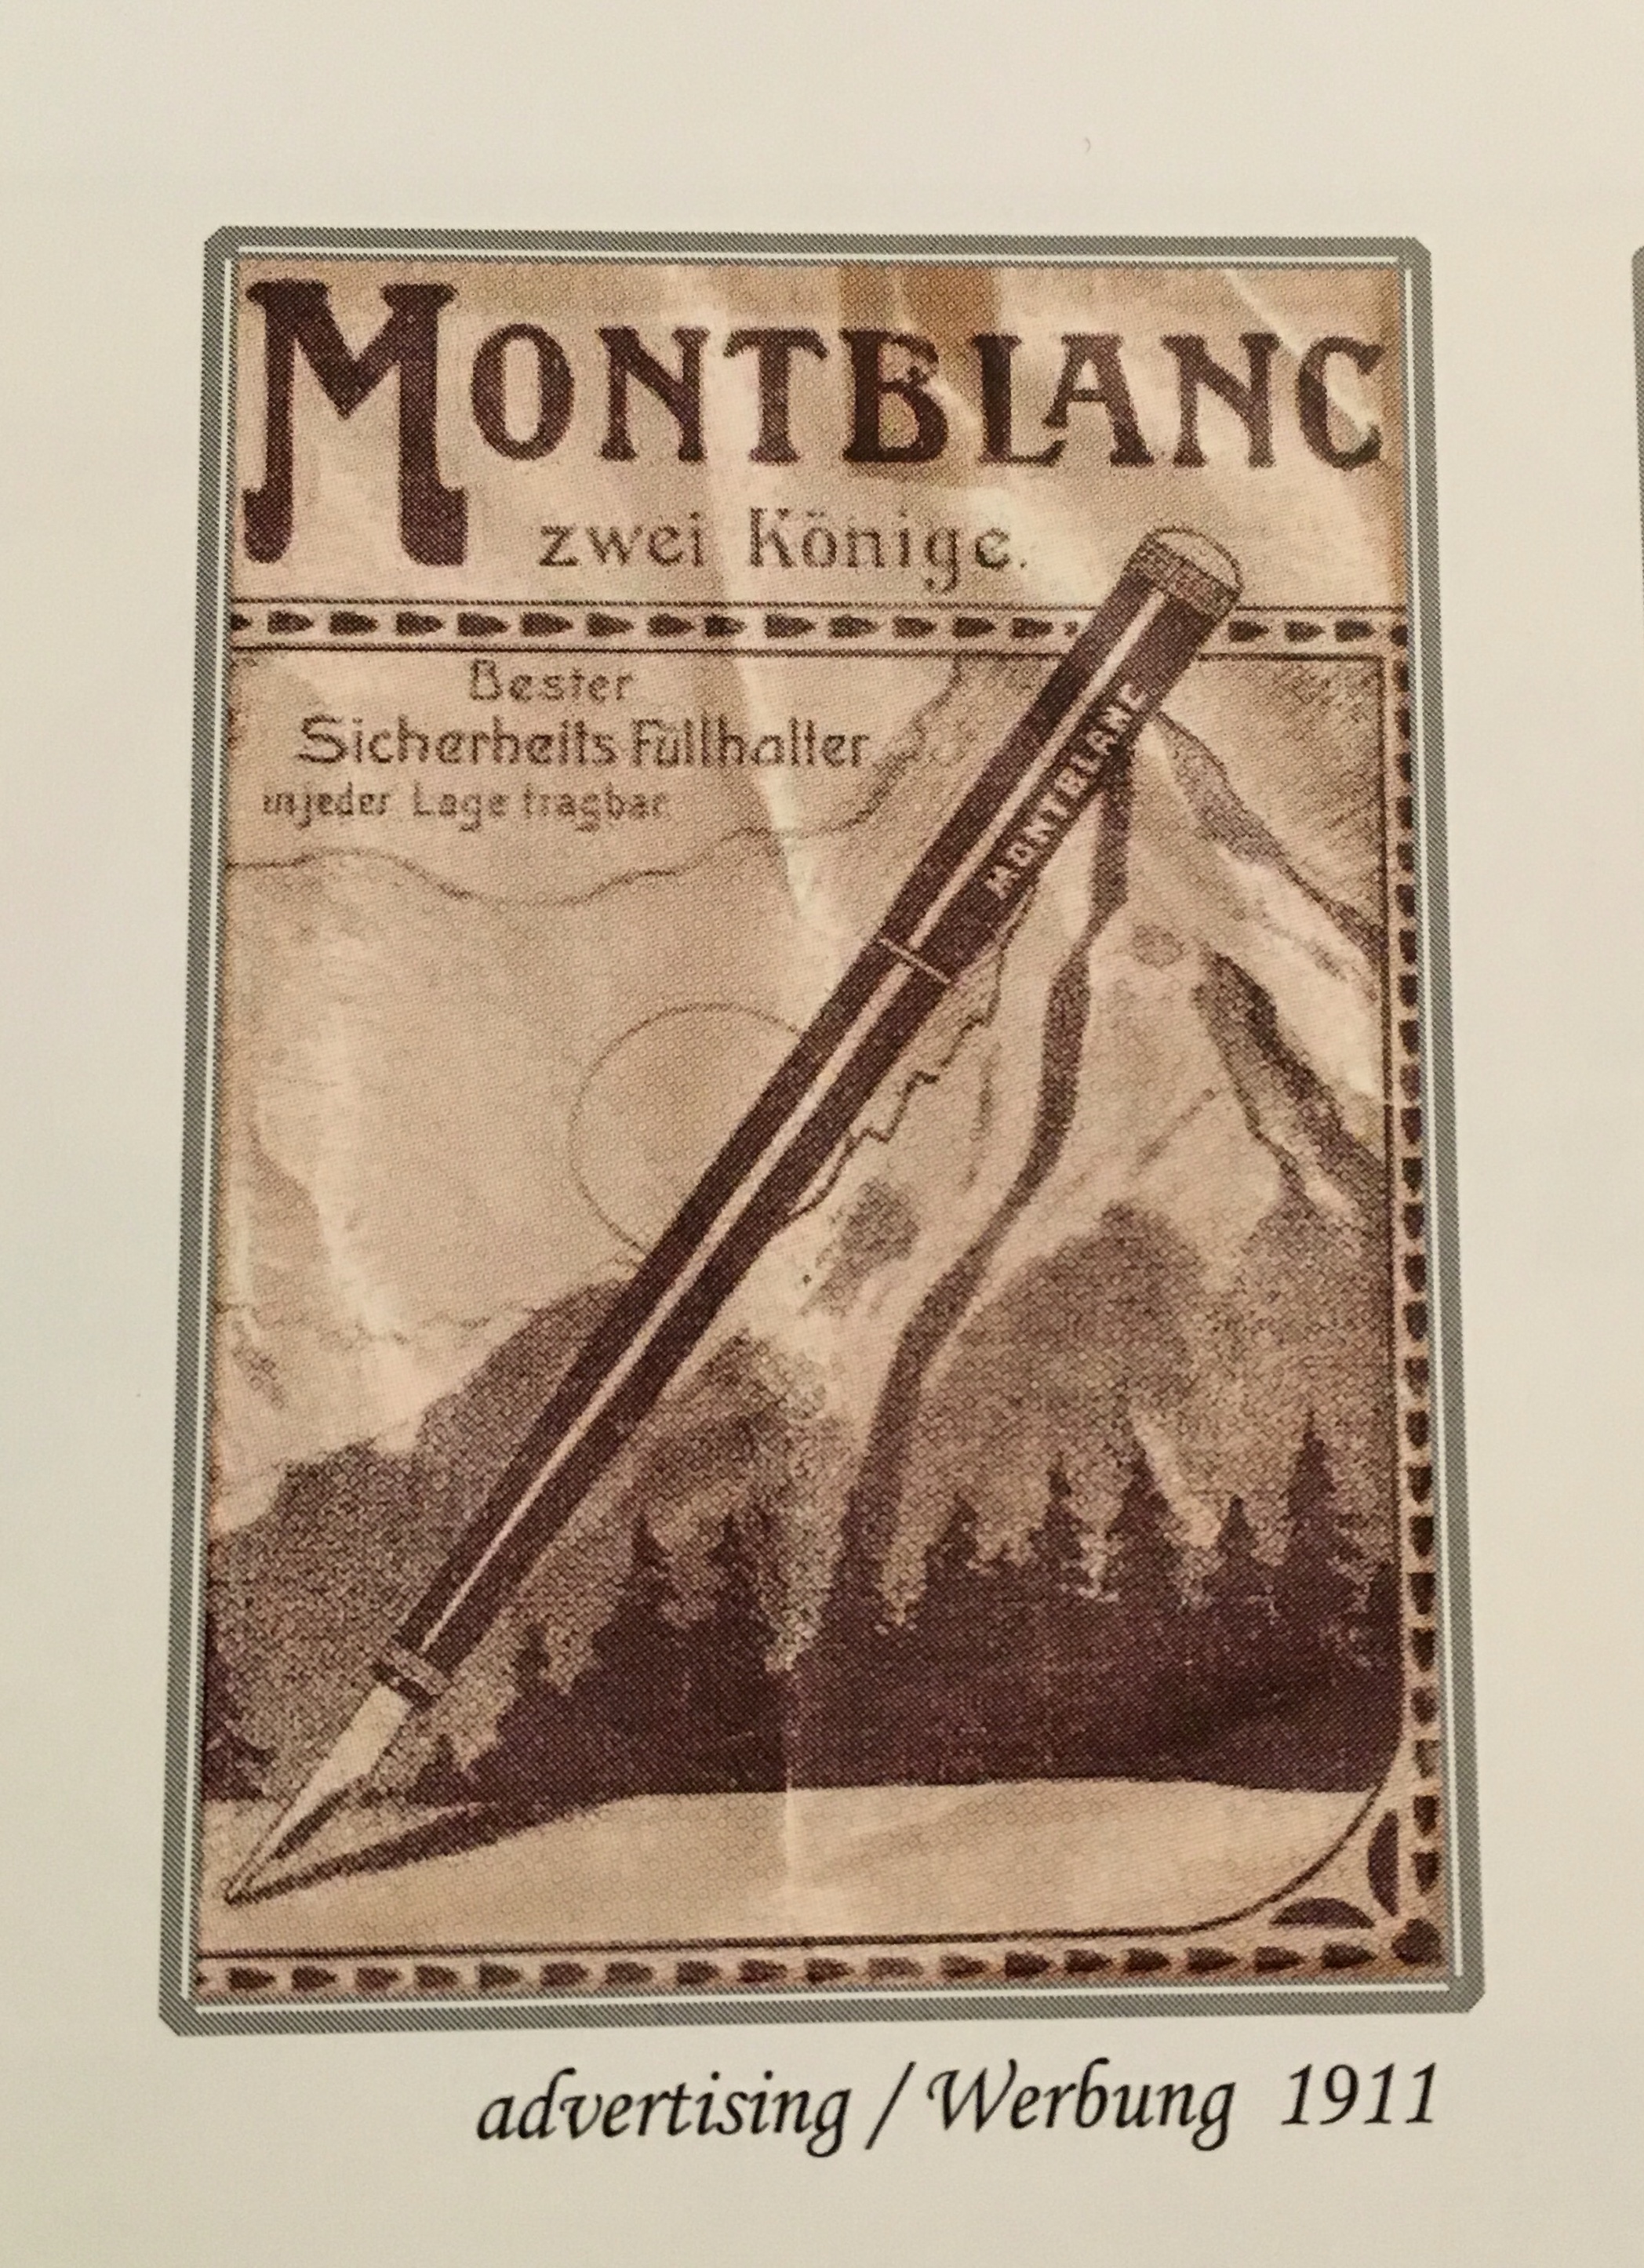 MONTBLANC
zwei Könige.
Bester
Sicherheits Füllhalter
in jeder Lage tragbar
MONTBLANC
advertising / Werbung 1911